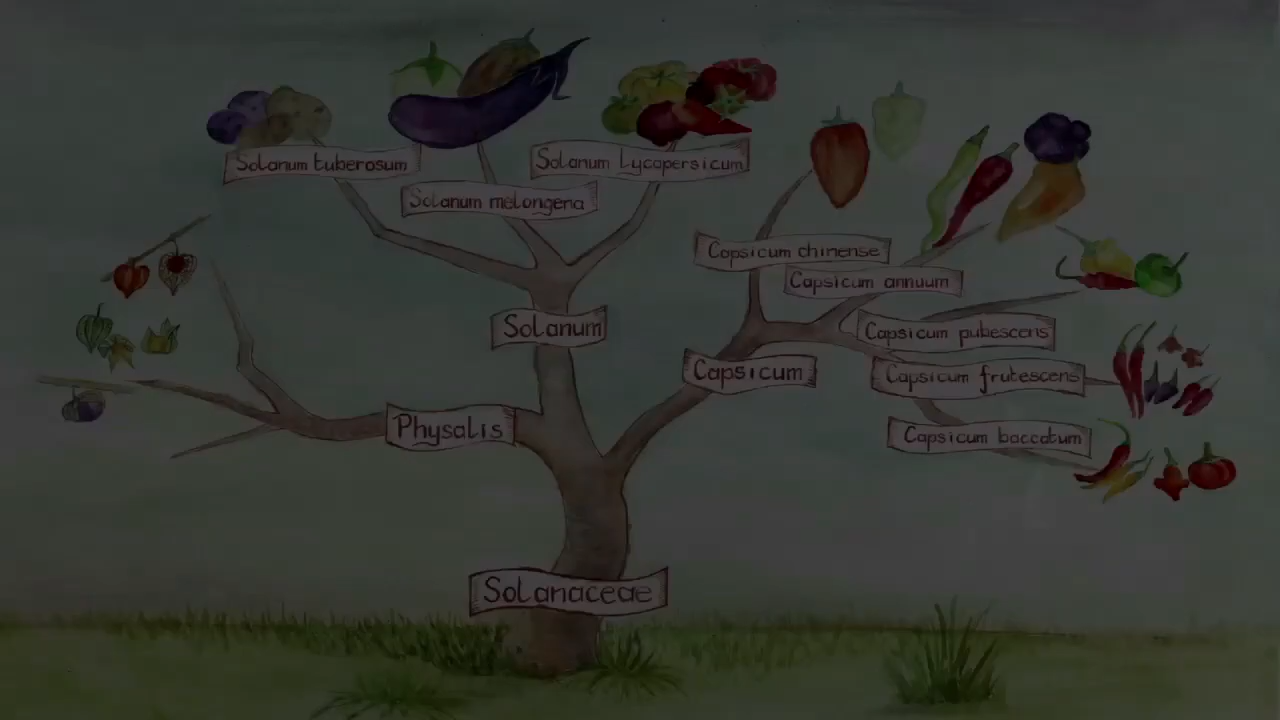 Solanum tuberosum
Solanum melongena
Solanum Lycopersicum
Capsicum chinense
Capsicum annuum
Capsicum pubescens
Capsicum frutescens
Capsicum baccatum
Solanum
Capsicum
Physalis
Solanaceae